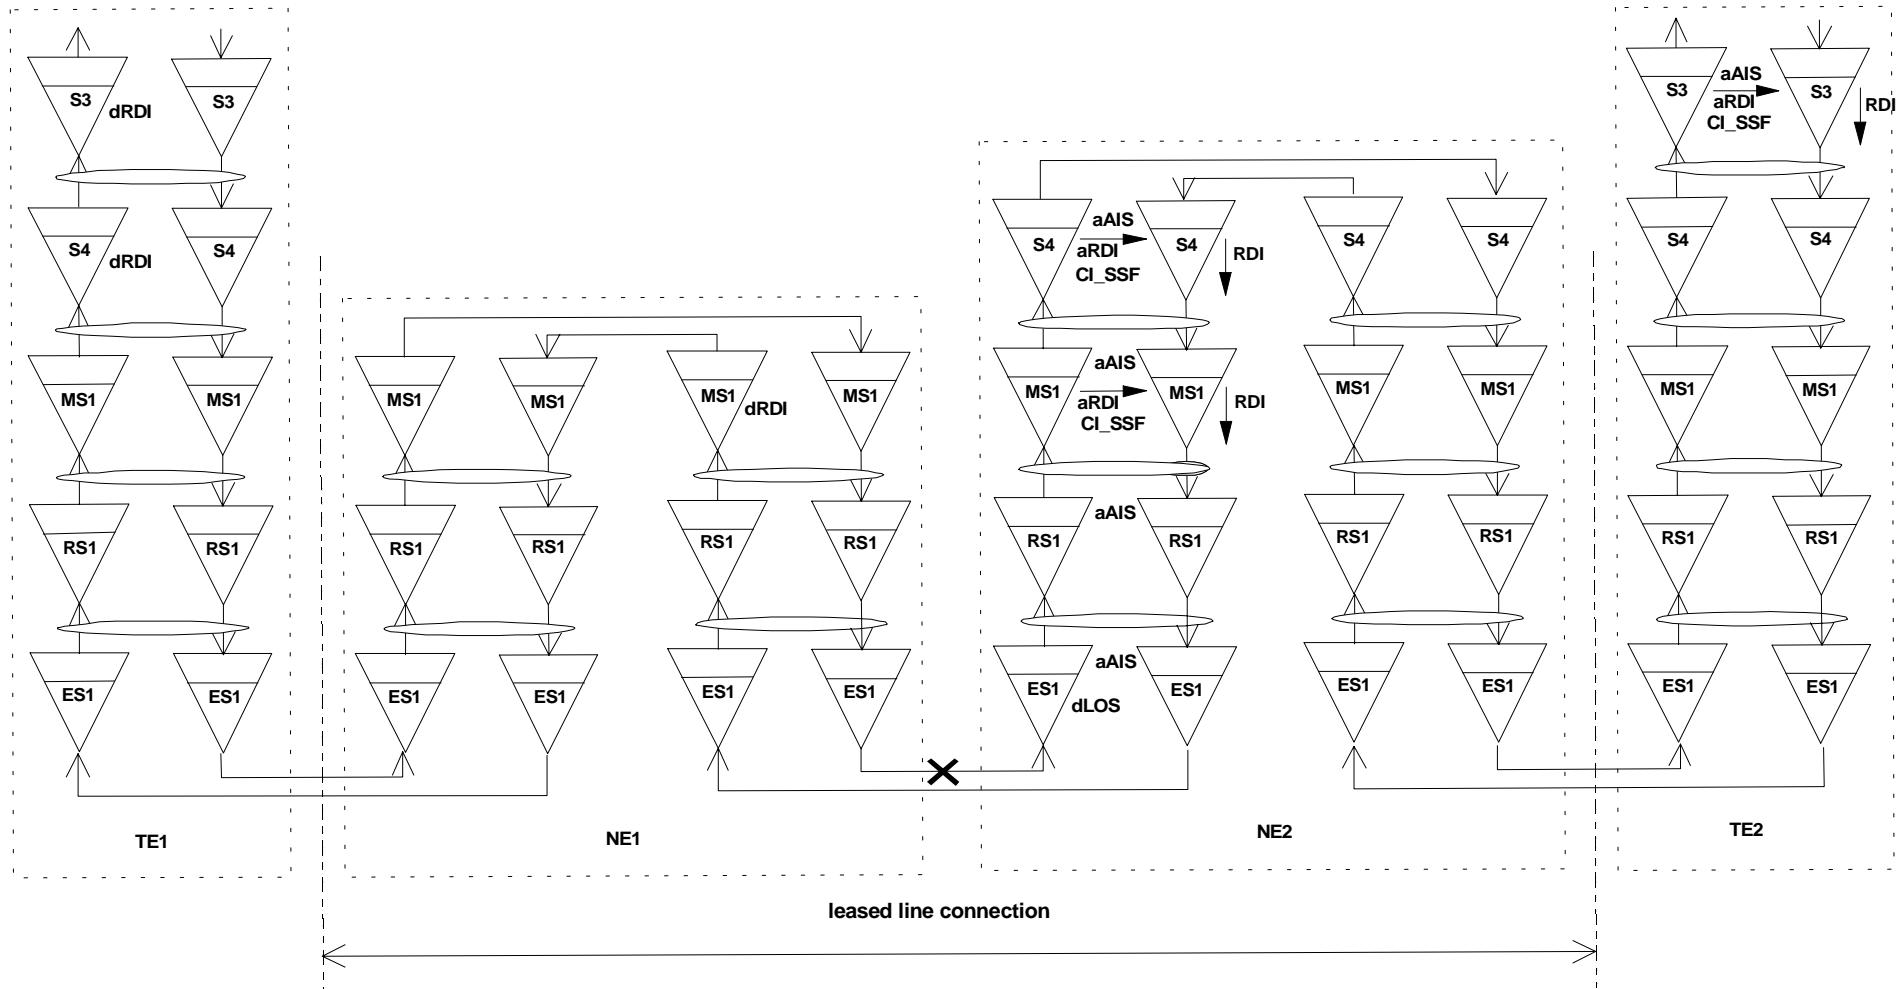 S3 dRDI S3
S4 dRDI S4
MS1 MS1
RS1 RS1
ES1 ES1
TE1
MS1 MS1 MS1 dRDI MS1
RS1 RS1 RS1 RS1
ES1 ES1 ES1 ES1
NE1
S4 aAIS S4 S4 S4
aRDI RDI
CI_SSF
MS1 aAIS MS1 MS1 MS1
aRDI RDI
CI_SSF
RS1 aAIS RS1 RS1 RS1
ES1 aAIS ES1 ES1 ES1
dLOS
NE2
S3 aAIS S3
aRDI RDI
CI_SSF
S4 S4
MS1 MS1
RS1 RS1
ES1 ES1
TE2
leased line connection